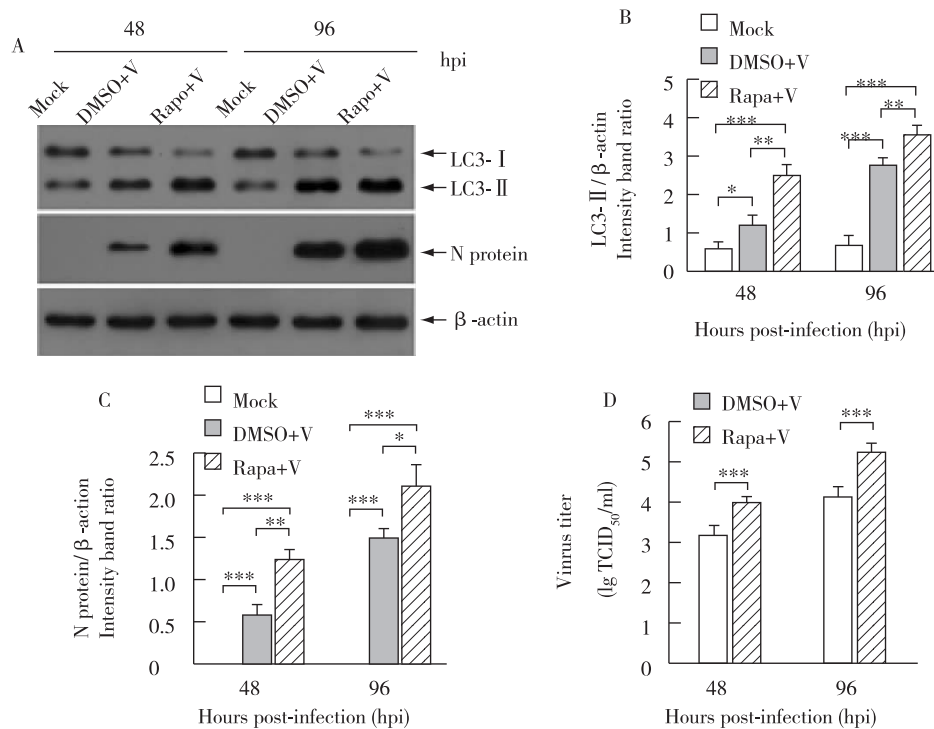 A
48
96
hpi
Mock
DMSO+V
Rapo+V
Mock
DMSO+V
Rapa+V
LC3-Ⅰ
LC3-Ⅱ
N protein
β-actin
B
Mock
DMSO+V
Rapa+V
LC3-Ⅱ/β-actin
Intensity band ratio
5
4
3
2
1
0
***
**
*
***
**
***
48
96
Hours post-infection (hpi)
C
Mock
DMSO+V
Rapa+V
N protein/β-action
Intensity band ratio
2.5
2.0
1.5
1.0
0.5
0
***
**
***
***
*
***
48
96
Hours post-infection (hpi)
D
DMSO+V
Rapa+V
Vinrus titer
(lg TCID50/ml)
6
5
4
3
2
1
0
***
***
48
96
Hours post-infection (hpi)